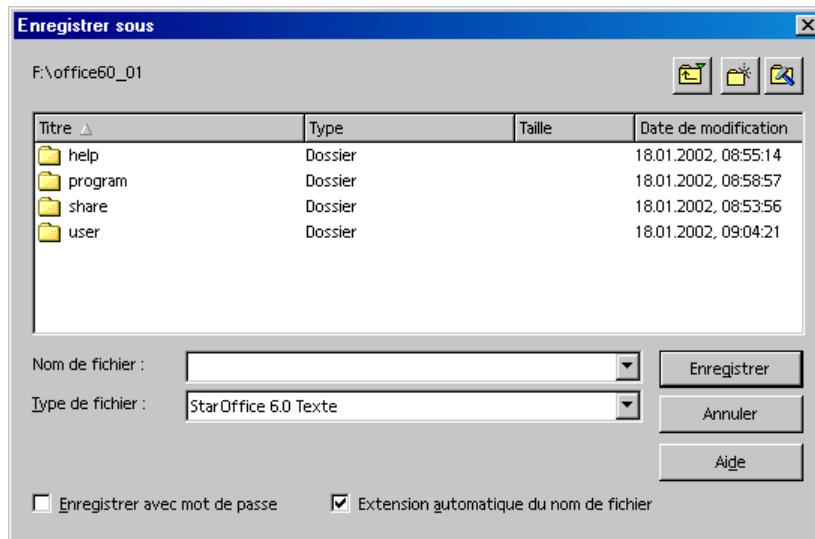 Enregistrer sous
F:\office60_01
Titre Type Taille Date de modification
help Dossier 18.01.2002, 08:55:14
program Dossier 18.01.2002, 08:58:57
share Dossier 18.01.2002, 08:53:56
user Dossier 18.01.2002, 09:04:21
Nom de fichier :
Enregistrer
Type de fichier : StarOffice 6.0 Texte
Annuler
Aide
Enregistrer avec mot de passe Extension automatique du nom de fichier